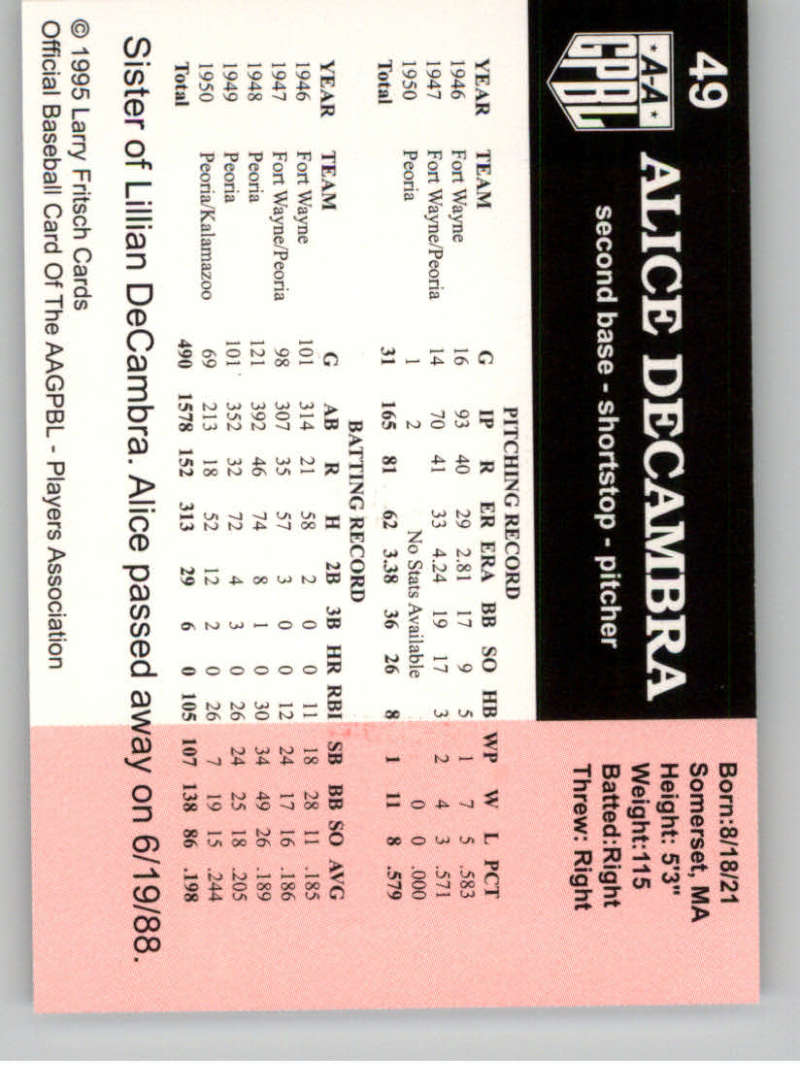 49
A-A
GPBL
ALICE DECAMBRA
second base - shortstop - pitcher
Born:8/18/21
Somerset, MA
Height: 5'3"
Weight:115
Batted:Right
Threw: Right
PITCHING RECORD
YEAR TEAM G IP R ER ERA BB SO HB WP W L PCT
1946 Fort Wayne 16 93 40 29 2.81 17 9 5 1 7 5 .583
1947 Fort Wayne/Peoria 14 70 41 33 4.24 19 17 3 2 4 3 .571
1950 Peoria 1 2 No Stats Available 0 0 .000
Total 31 165 81 62 3.38 36 26 8 1 11 8 .579
BATTING RECORD
YEAR TEAM G AB R H 2B 3B HR RBI SB BB SO AVG
1946 Fort Wayne 101 314 21 58 2 0 0 11 18 28 11 .185
1947 Fort Wayne/Peoria 98 307 35 57 3 0 0 12 24 17 16 .186
1948 Peoria 121 392 46 74 8 1 0 30 34 49 26 .189
1949 Peoria 101 352 32 72 4 3 0 26 24 25 18 .205
1950 Peoria/Kalamazoo 69 213 18 52 12 2 0 26 7 19 15 .244
Total 490 1578 152 313 29 6 0 105 107 138 86 .198
Sister of Lillian DeCambra. Alice passed away on 6/19/88.
© 1995 Larry Fritsch Cards
Official Baseball Card Of The AAGPBL - Players Association